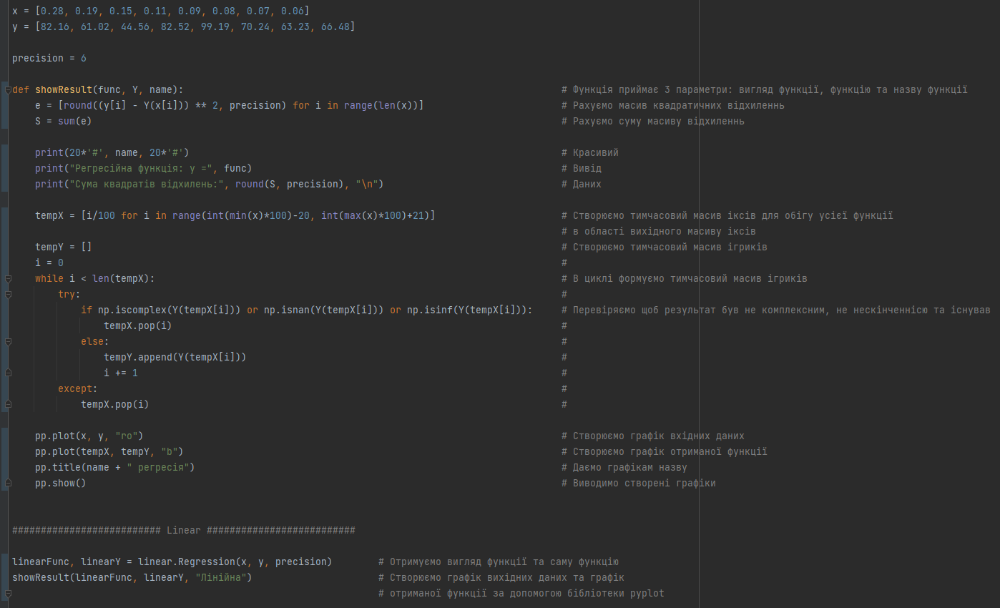 x = [0.28, 0.19, 0.15, 0.11, 0.09, 0.08, 0.07, 0.06]
y = [82.16, 61.02, 44.56, 82.52, 99.19, 70.24, 63.23, 66.48]
precision = 6
def showResult(func, Y, name): # Функція приймає 3 параметри: вигляд функції, функцію та назву функції
e = [round((y[i] - Y(x[i])) ** 2, precision) for i in range(len(x))] # Рахуємо масив квадратичних відхиленнь
S = sum(e) # Рахуємо суму масиву відхиленнь
print(20*'#', name, 20*'#') # Красивий
print("Регресійна функція: y =", func) # Вивід
print("Сума квадратів відхилень:", round(S, precision), "\n") # Даних
tempX = [i/100 for i in range(int(min(x)*100)-20, int(max(x)*100)+21)] # Створюємо тимчасовий масив іксів для обігу усієї функції
# в області вихідного масиву іксів
tempY = [] # Створюємо тимчасовий масив ігриків
i = 0 #
while i < len(tempX): # В циклі формуємо тимчасовий масив ігриків
try: #
if np.iscomplex(Y(tempX[i])) or np.isnan(Y(tempX[i])) or np.isinf(Y(tempX[i])): # Перевіряємо щоб результат був не комплексним, не нескінченнісю та існував
tempX.pop(i) #
else: #
tempY.append(Y(tempX[i])) #
i += 1 #
except: #
tempX.pop(i) #
pp.plot(x, y, "ro") # Створюємо графік вхідних даних
pp.plot(tempX, tempY, "b") # Створюємо графік отриманої функції
pp.title(name + " регресія") # Даємо графікам назву
pp.show() # Виводимо створені графіки
########################## Linear ##########################
linearFunc, linearY = linear.Regression(x, y, precision) # Отримуємо вигляд функції та саму функцію
showResult(linearFunc, linearY, "Лінійна") # Створюємо графік вихідних даних та графік
# отриманої функції за допомогою бібліотеки pyplot